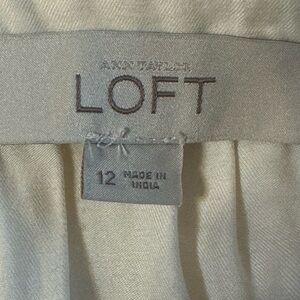 ANN TAYLOR
LOFT
12 MADE IN
INDIA